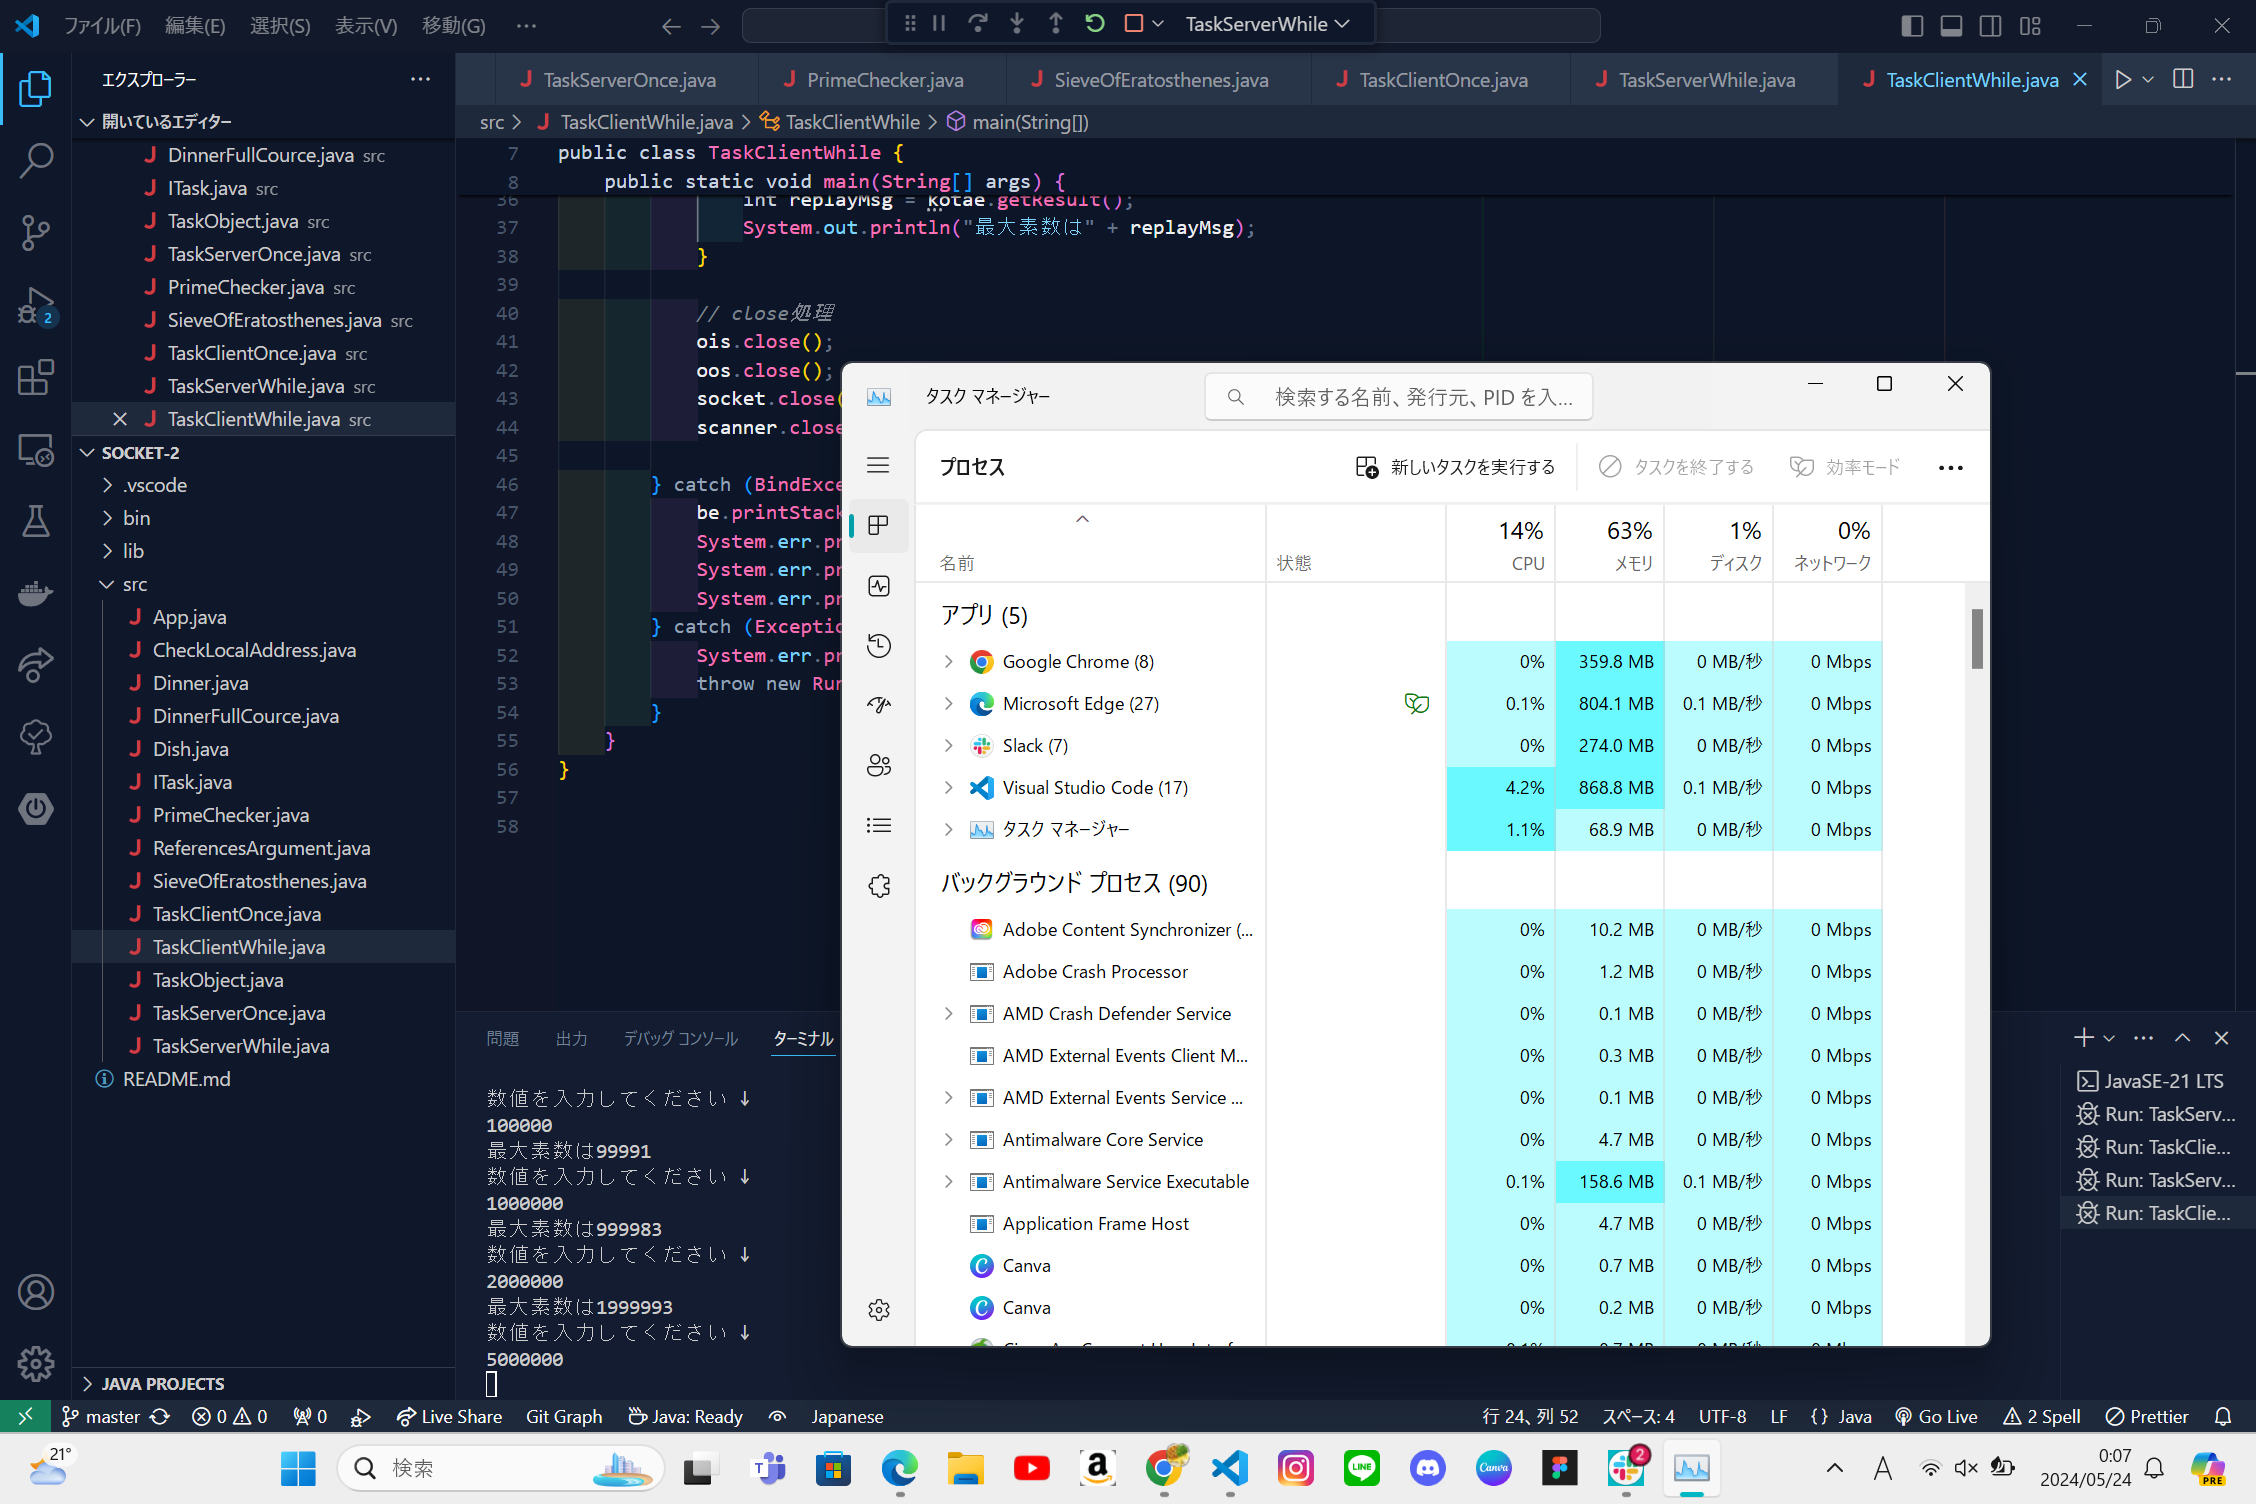 ファイル(F) 編集(E) 選択(S) 表示(V) 移動(G) ··· TaskServerWhile
エクスプローラー ···
TaskServerOnce.java PrimeChecker.java SieveOfEratosthenes.java TaskClientOnce.java TaskServerWhile.java TaskClientWhile.java
src > TaskClientWhile.java > TaskClientWhile > main(String[])
開いているエディター
DinnerFullCource.java src
ITask.java src
TaskObject.java src
TaskServerOnce.java src
PrimeChecker.java src
SieveOfEratosthenes.java src
TaskClientOnce.java src
TaskServerWhile.java src
TaskClientWhile.java src
SOCKET-2
.vscode
bin
lib
src
App.java
CheckLocalAddress.java
Dinner.java
DinnerFullCource.java
Dish.java
ITask.java
PrimeChecker.java
ReferencesArgument.java
SieveOfEratosthenes.java
TaskClientOnce.java
TaskClientWhile.java
TaskObject.java
TaskServerOnce.java
TaskServerWhile.java
README.md
JAVA PROJECTS
2
7 public class TaskClientWhile {
8 public static void main(String[] args) {
36 int replayMsg = kotae.getResult();
37 System.out.println("最大素数は" + replayMsg);
38 }
39
40 // close処理
41 ois.close();
42 oos.close();
43 socket.close(
44 scanner.close
45
46 } catch (BindExce
47 be.printStack
48 System.err.pr
49 System.err.pr
50 System.err.pr
51 } catch (Exceptic
52 System.err.pr
53 throw new Rur
54 }
55 }
56 }
57
58
問題 出力 デバッグ コンソール ターミナル
数値を入力してください ↓
100000
最大素数は99991
数値を入力してください ↓
1000000
最大素数は999983
数値を入力してください ↓
2000000
最大素数は1999993
数値を入力してください ↓
5000000
JavaSE-21 LTS
Run: TaskServ...
Run: TaskClie...
Run: TaskServ...
Run: TaskClie...
タスク マネージャー
検索する名前、発行元、PID を入...
プロセス 新しいタスクを実行する タスクを終了する 効率モード ···
14% 63% 1% 0%
名前 状態 CPU メモリ ディスク ネットワーク
アプリ (5)
Google Chrome (8) 0% 359.8 MB 0 MB/秒 0 Mbps
Microsoft Edge (27) 0.1% 804.1 MB 0.1 MB/秒 0 Mbps
Slack (7) 0% 274.0 MB 0 MB/秒 0 Mbps
Visual Studio Code (17) 4.2% 868.8 MB 0.1 MB/秒 0 Mbps
タスク マネージャー 1.1% 68.9 MB 0 MB/秒 0 Mbps
バックグラウンド プロセス (90)
Adobe Content Synchronizer (... 0% 10.2 MB 0 MB/秒 0 Mbps
Adobe Crash Processor 0% 1.2 MB 0 MB/秒 0 Mbps
AMD Crash Defender Service 0% 0.1 MB 0 MB/秒 0 Mbps
AMD External Events Client M... 0% 0.3 MB 0 MB/秒 0 Mbps
AMD External Events Service ... 0% 0.1 MB 0 MB/秒 0 Mbps
Antimalware Core Service 0% 4.7 MB 0 MB/秒 0 Mbps
Antimalware Service Executable 0.1% 158.6 MB 0.1 MB/秒 0 Mbps
Application Frame Host 0% 4.7 MB 0 MB/秒 0 Mbps
Canva 0% 0.7 MB 0 MB/秒 0 Mbps
Canva 0% 0.2 MB 0 MB/秒 0 Mbps
master 0 0 0 Live Share Git Graph Java: Ready Japanese 行 24、列 52 スペース: 4 UTF-8 LF {} Java Go Live 2 Spell Prettier
21° 検索 T a LINE Canva 2 A 0:07
2024/05/24 PRE